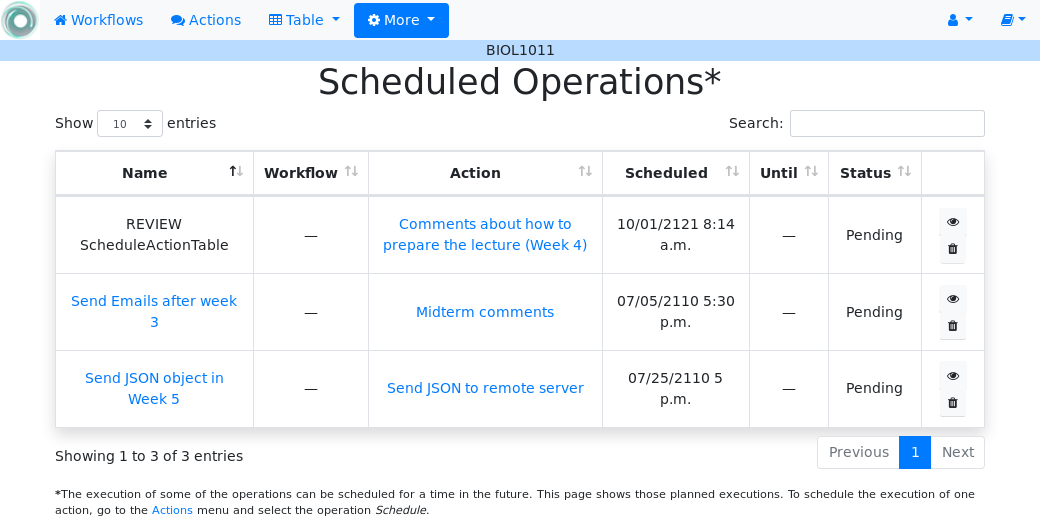 Workflows Actions Table More
BIOL1011
Scheduled Operations*
Show 10 entries Search:
Name Workflow Action Scheduled Until Status
REVIEW ScheduleActionTable — Comments about how to prepare the lecture (Week 4) 10/01/2121 8:14 a.m. — Pending
Send Emails after week 3 — Midterm comments 07/05/2110 5:30 p.m. — Pending
Send JSON object in Week 5 — Send JSON to remote server 07/25/2110 5 p.m. — Pending
Showing 1 to 3 of 3 entries Previous 1 Next
*The execution of some of the operations can be scheduled for a time in the future. This page shows those planned executions. To schedule the execution of one
action, go to the Actions menu and select the operation Schedule.